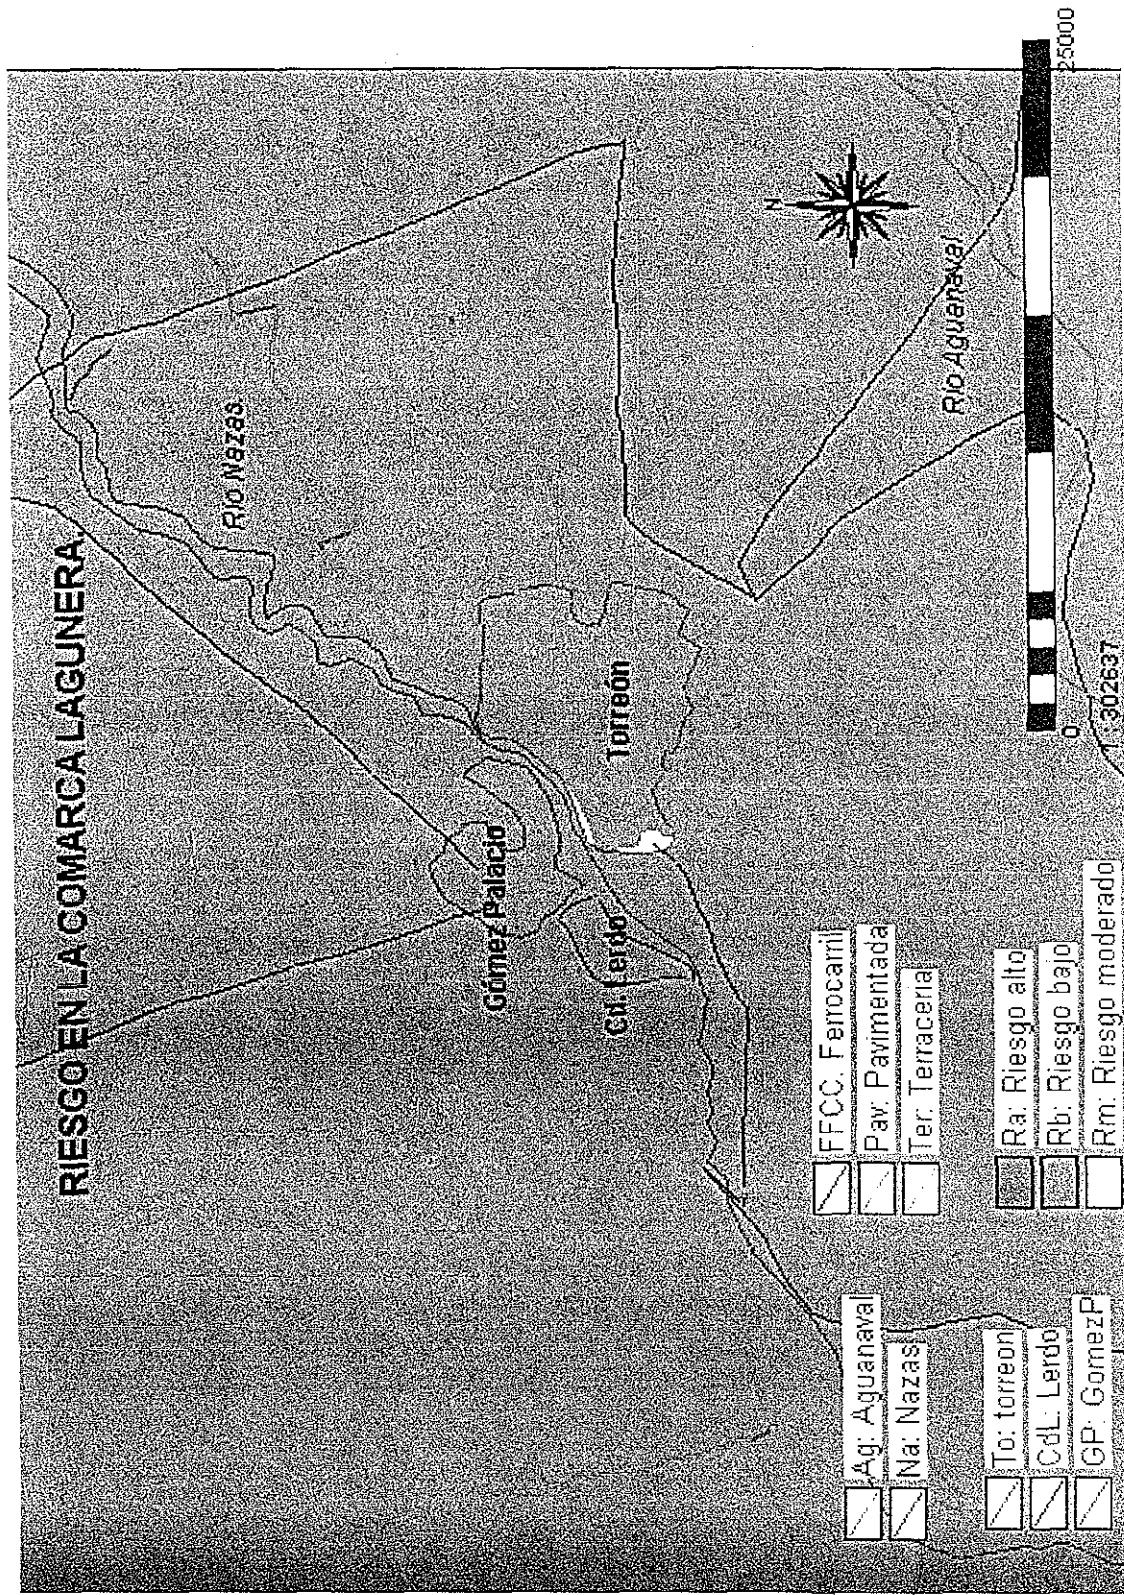 RIESGO EN LA COMARCA LAGUNERA
Río Nazas
Gómez Palacio
Cd. Lerdo
Torreón
N
Río Aguanaval
Ag: Aguanaval
Na: Nazas
To: torreon
CdL: Lerdo
GP: GomezP
FFCC: Ferrocarril
Pav: Pavimentada
Ter: Terraceria
Ra: Riesgo alto
Rb: Riesgo bajo
Rm: Riesgo moderado
0
25000
1: 302637